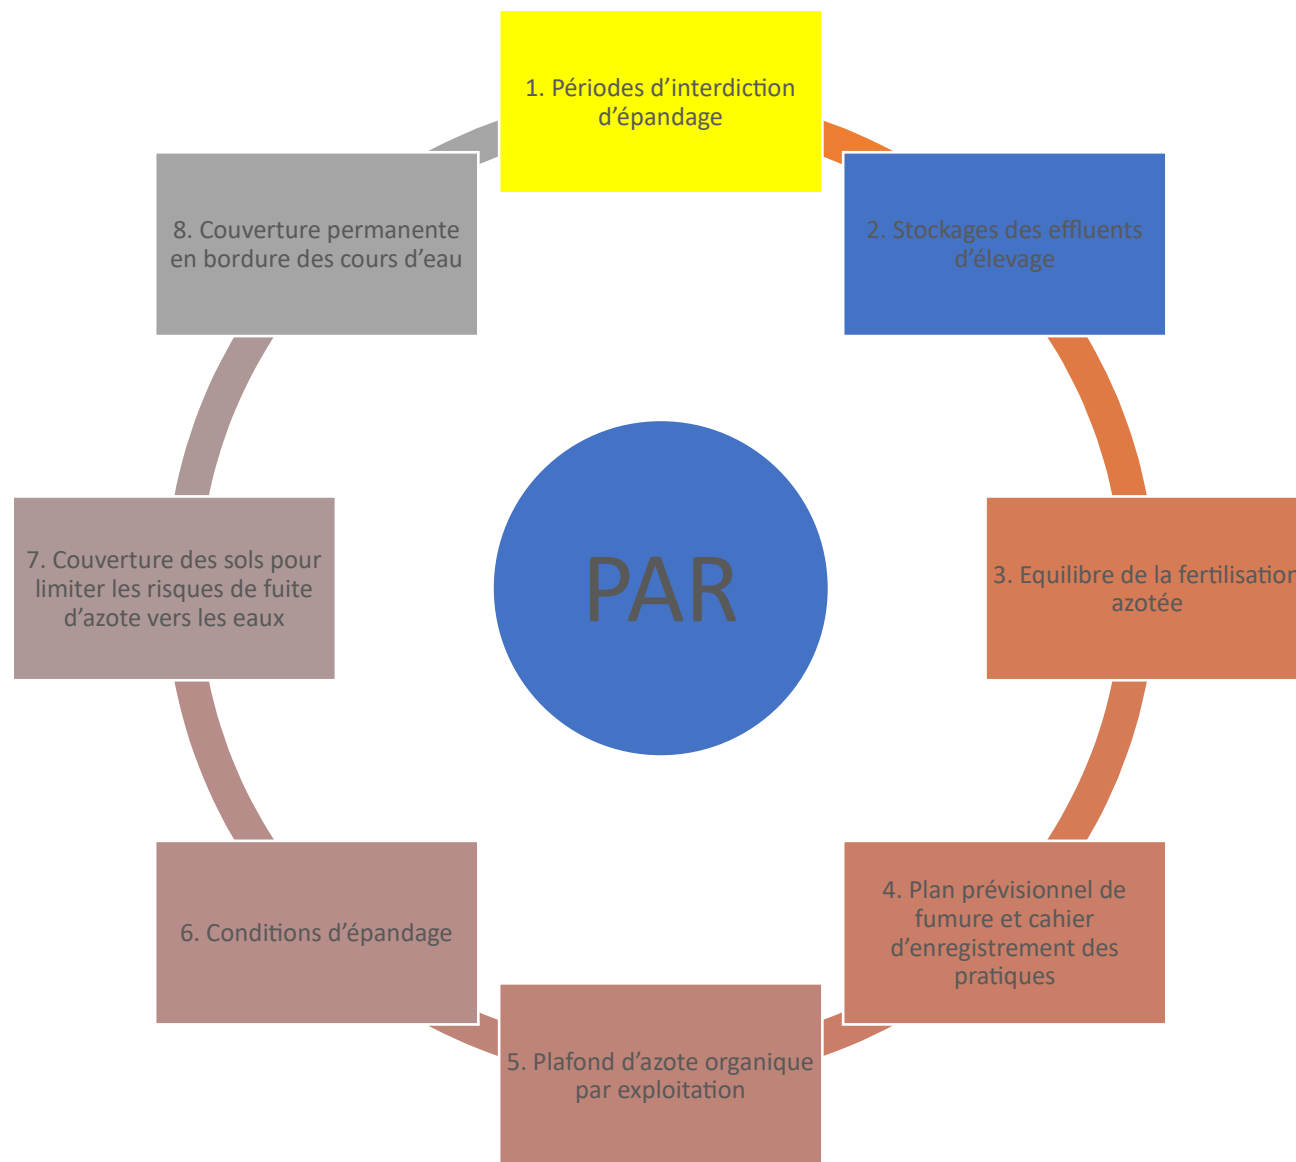 1. Périodes d'interdiction
d'épandage
2. Stockages des effluents
d'élevage
3. Equilibre de la fertilisation
azotée
4. Plan prévisionnel de
fumure et cahier
d'enregistrement des
pratiques
5. Plafond d'azote organique
par exploitation
6. Conditions d'épandage
7. Couverture des sols pour
limiter les risques de fuite
d'azote vers les eaux
8. Couverture permanente
en bordure des cours d'eau
PAR